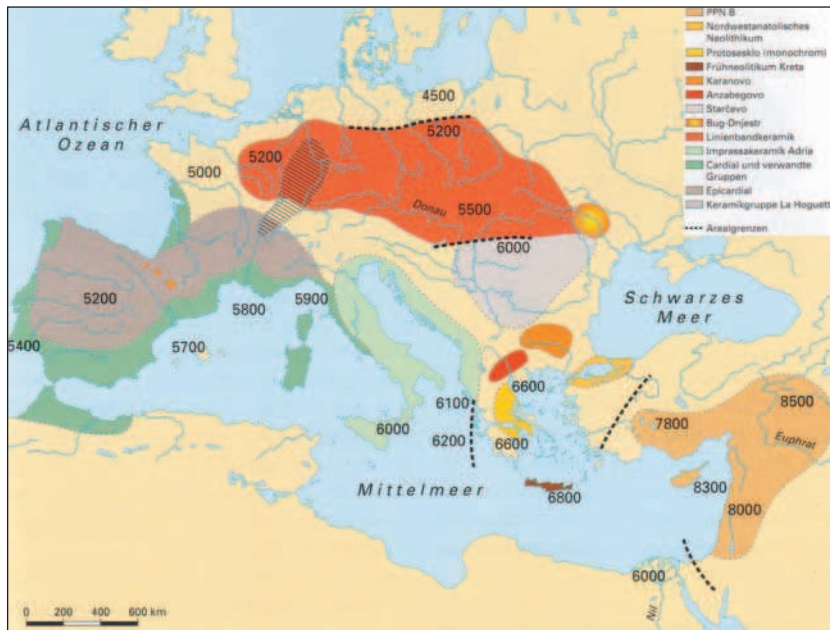 PPN B
Nordwestanatolisches
Neolithikum
Protosesklo (monochrom)
Frühneolitikum Kreta
Karanovo
Anzabegovo
Starčevo
Bug-Dnjestr
Linienbandkeramik
Impressakeramik Adria
Cardial und verwandte
Gruppen
Epicardial
Keramikgruppe La Hoguette
Arealgrenzen
Atlantischer
Ozean
4500
5200
5200
5000
Donau
5500
6000
Schwarzes
Meer
5200
5800
5900
5400
5700
6600
6100
6000
6200
6600
7800
8500
Euphrat
8300
8000
Mittelmeer
6800
6000
Nil
0 200 400 600 km